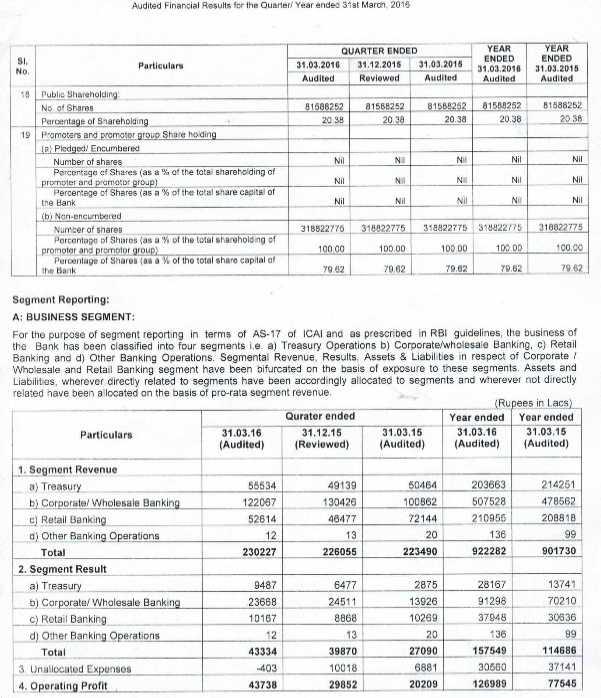 Audited Financial Results for the Quarter/ Year ended 31st March, 2016
Sl. No. Particulars QUARTER ENDED YEAR ENDED YEAR ENDED
31.03.2016 31.12.2015 31.03.2015 31.03.2016 31.03.2015
Audited Reviewed Audited Audited Audited
18 Public Shareholding:
No. of Shares 81588252 81588252 81588252 81588252 81588252
Percentage of Shareholding 20.38 20.38 20.38 20.38 20.38
19 Promoters and promoter group Share holding
(a) Pledged/ Encumbered
Number of shares Nil Nil Nil Nil Nil
Percentage of Shares (as a % of the total shareholding of
promoter and promotor group) Nil Nil Nil Nil Nil
Percentage of Shares (as a % of the total share capital of
the Bank Nil Nil Nil Nil Nil
(b) Non-encumbered
Number of shares 318822775 318822775 318822775 318822775 318822775
Percentage of Shares (as a % of the total shareholding of
promoter and promotor group) 100.00 100.00 100.00 100.00 100.00
Percentage of Shares (as a % of the total share capital of
the Bank 79.62 79.62 79.62 79.62 79.62
Segment Reporting:
A: BUSINESS SEGMENT:
For the purpose of segment reporting in terms of AS-17 of ICAI and as prescribed in RBI guidelines, the business of
the Bank has been classified into four segments i.e. a) Treasury Operations b) Corporate/wholesale Banking, c) Retail
Banking and d) Other Banking Operations. Segmental Revenue, Results, Assets & Liabilities in respect of Corporate /
Wholesale and Retail Banking segment have been bifurcated on the basis of exposure to these segments. Assets and
Liabilities, wherever directly related to segments have been accordingly allocated to segments and wherever not directly
related have been allocated on the basis of pro-rata segment revenue.
(Rupees in Lacs)
Particulars Qurater ended Year ended Year ended
31.03.16 31.12.15 31.03.15 31.03.16 31.03.15
(Audited) (Reviewed) (Audited) (Audited) (Audited)
1. Segment Revenue
a) Treasury 55534 49139 50464 203663 214251
b) Corporate/ Wholesale Banking 122067 130426 100862 507528 478562
c) Retail Banking 52614 46477 72144 210955 208818
d) Other Banking Operations 12 13 20 136 99
Total 230227 226055 223490 922282 901730
2. Segment Result
a) Treasury 9487 6477 2875 28167 13741
b) Corporate/ Wholesale Banking 23668 24511 13926 91298 70210
c) Retail Banking 10167 8868 10269 37948 30636
d) Other Banking Operations 12 13 20 136 99
Total 43334 39870 27090 157549 114686
3. Unallocated Expenses -403 10018 6881 30560 37141
4. Operating Profit 43738 29852 20209 126989 77545